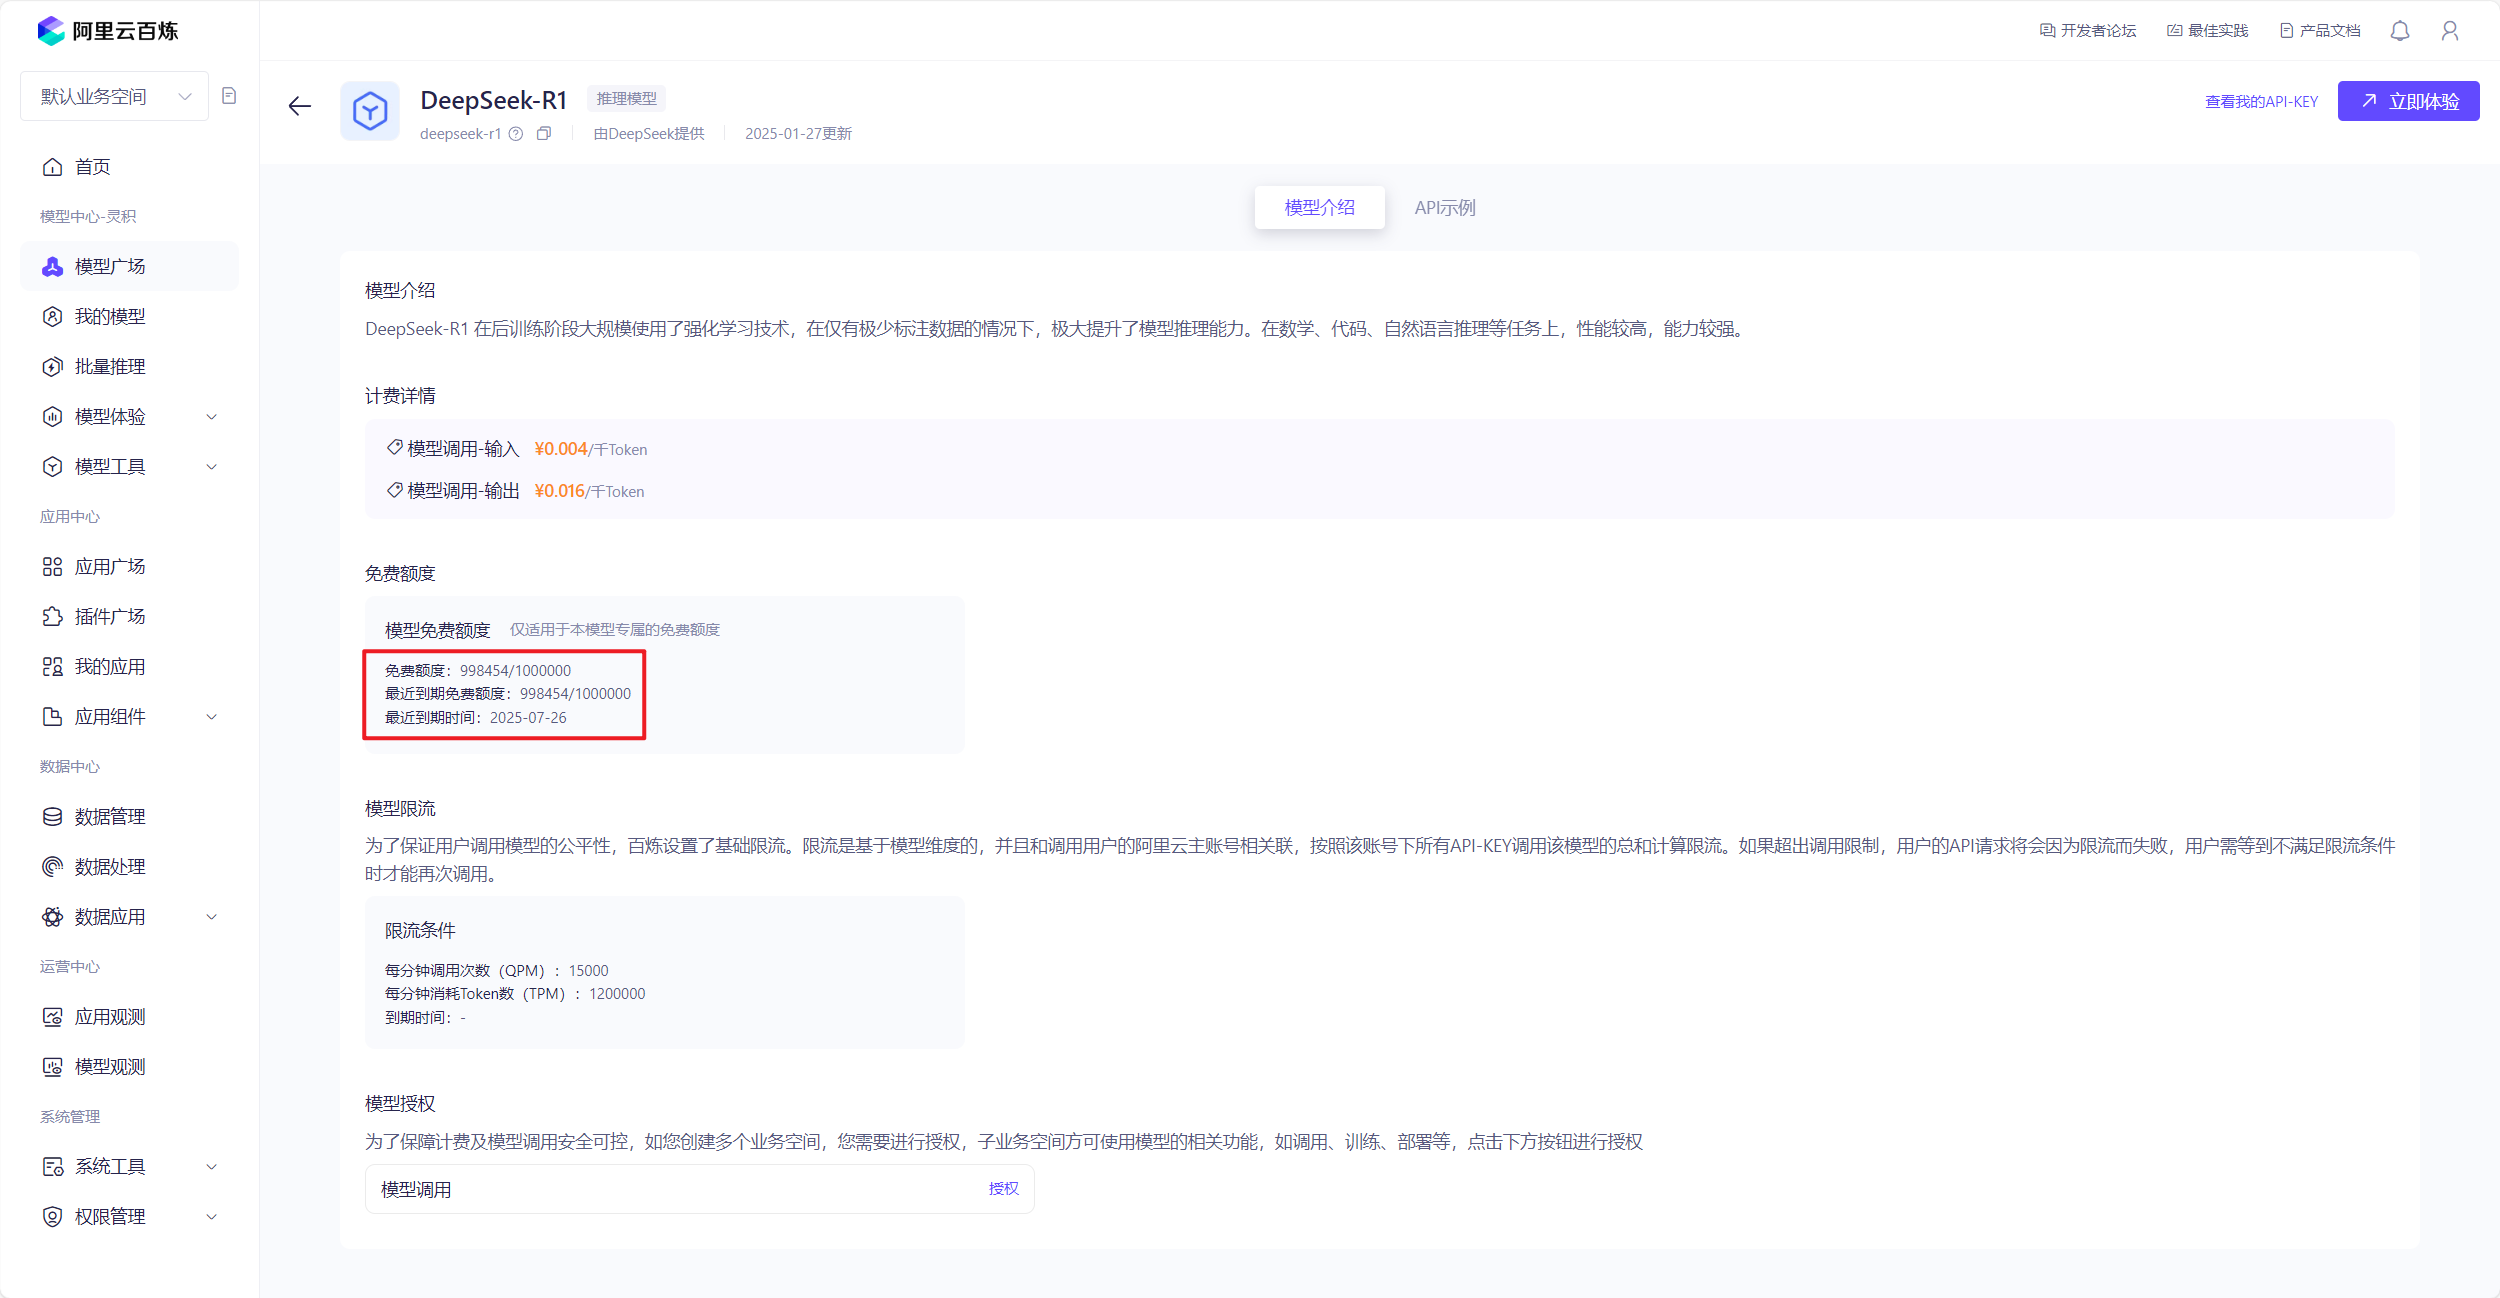 阿里云百炼
开发者论坛
最佳实践
产品文档
默认业务空间
首页
模型中心-灵积
模型广场
我的模型
批量推理
模型体验
模型工具
应用中心
应用广场
插件广场
我的应用
应用组件
数据中心
数据管理
数据处理
数据应用
运营中心
应用观测
模型观测
系统管理
系统工具
权限管理
DeepSeek-R1 推理模型
deepseek-r1 由DeepSeek提供 2025-01-27更新
查看我的API-KEY
立即体验
模型介绍 API示例
模型介绍
DeepSeek-R1 在后训练阶段大规模使用了强化学习技术，在仅有极少标注数据的情况下，极大提升了模型推理能力。在数学、代码、自然语言推理等任务上，性能较高，能力较强。
计费详情
模型调用-输入 ¥0.004/千Token
模型调用-输出 ¥0.016/千Token
免费额度
模型免费额度 仅适用于本模型专属的免费额度
免费额度：998454/1000000
最近到期免费额度：998454/1000000
最近到期时间：2025-07-26
模型限流
为了保证用户调用模型的公平性，百炼设置了基础限流。限流是基于模型维度的，并且和调用用户的阿里云主账号相关联，按照该账号下所有API-KEY调用该模型的总和计算限流。如果超出调用限制，用户的API请求将会因为限流而失败，用户需等到不满足限流条件
时才能再次调用。
限流条件
每分钟调用次数（QPM）：15000
每分钟消耗Token数（TPM）：1200000
到期时间：-
模型授权
为了保障计费及模型调用安全可控，如您创建多个业务空间，您需要进行授权，子业务空间方可使用模型的相关功能，如调用、训练、部署等，点击下方按钮进行授权
模型调用 授权